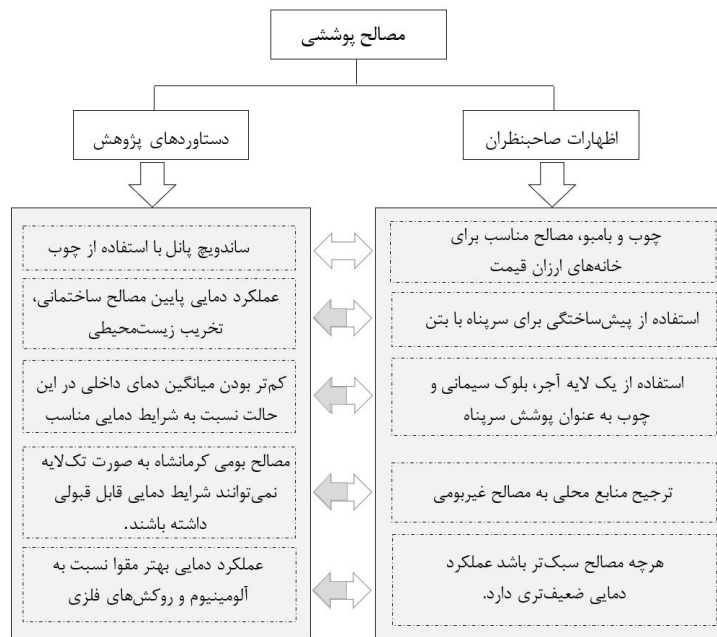 مصالح پوششی
اظهارات صاحبنظران
دستاوردهای پژوهش
چوب و بامبو، مصالح مناسب برای
خانه‌های ارزان قیمت
ساندویچ پانل با استفاده از چوب
استفاده از پیش‌ساختگی برای سرپناه با بتن
عملکرد دمایی پایین مصالح ساختمانی،
تخریب زیست‌محیطی
استفاده از یک لایه آجر، بلوک سیمانی و
چوب به عنوان پوشش سرپناه
کم‌تر بودن میانگین دمای داخلی در این
حالت نسبت به شرایط دمایی مناسب
ترجیح منابع محلی به مصالح غیربومی
مصالح بومی کرمانشاه به صورت تک‌لایه
نمی‌توانند شرایط دمایی قابل قبولی
داشته باشند.
هرچه مصالح سبک‌تر باشد عملکرد
دمایی ضعیف‌تری دارد.
عملکرد دمایی بهتر مقوا نسبت به
آلومینیوم و روکش‌های فلزی